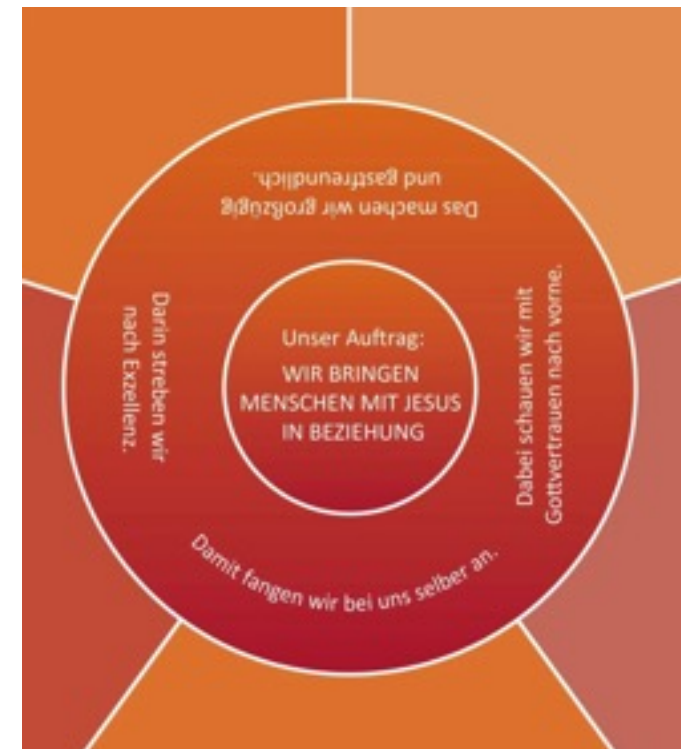 Unser Auftrag:
WIR BRINGEN
MENSCHEN MIT JESUS
IN BEZIEHUNG
Damit fangen wir bei uns selber an.
Dabei schauen wir mit
Gottvertrauen nach vorne.
Das machen wir großzügig
und gastfreundlich.
Darin streben wir
nach Exzellenz.